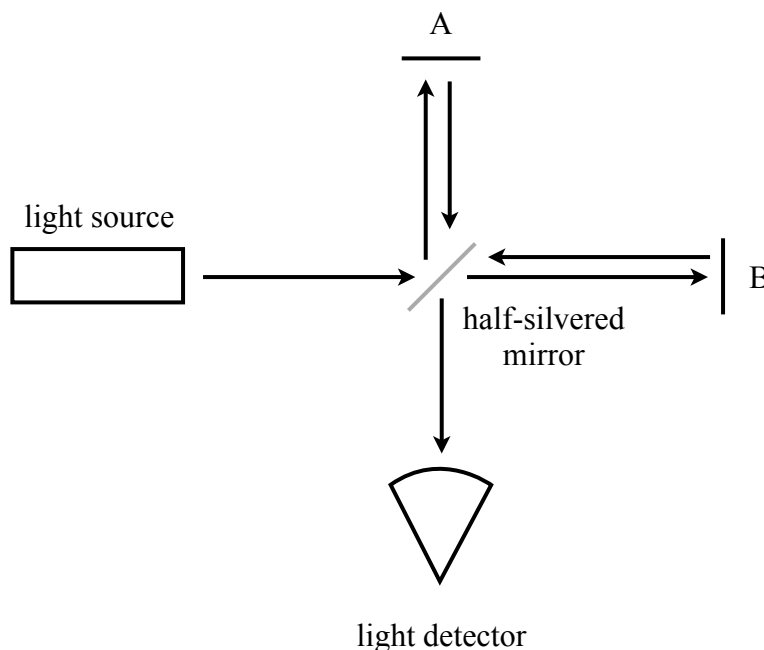 A
light source
B
half-silvered
mirror
light detector